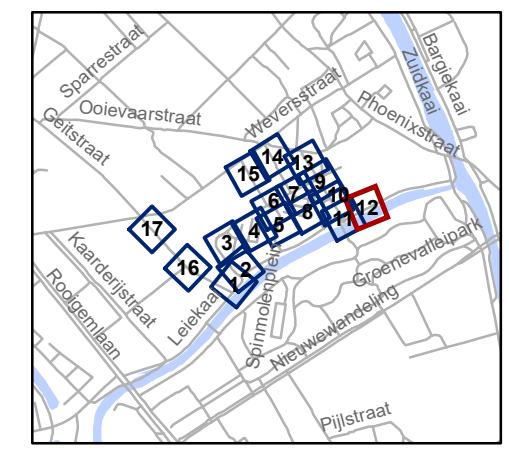 Sparrestraat
Bargiekaai
Zuidkaai
Ooievaarstraat
Weversstraat
Phoenixstraat
Geitstraat
14
13
15
9
7
10
6
12
8
11
5
4
17
3
2
16
1
Kaarderijstraat
Groenevalleipark
Rooigemlaan
Leiekaai
Spinmolenplein
Nieuwewandeling
Pijlstraat